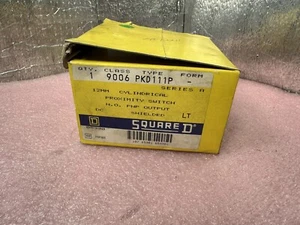 QTY. CLASS TYPE FORM
1 9006 PKD111P -
SERIES A
12MM CYLINDRICAL
PROXIMITY SWITCH
N.O. PNP OUTPUT
DC SHIELDED LT
D SQUARE D